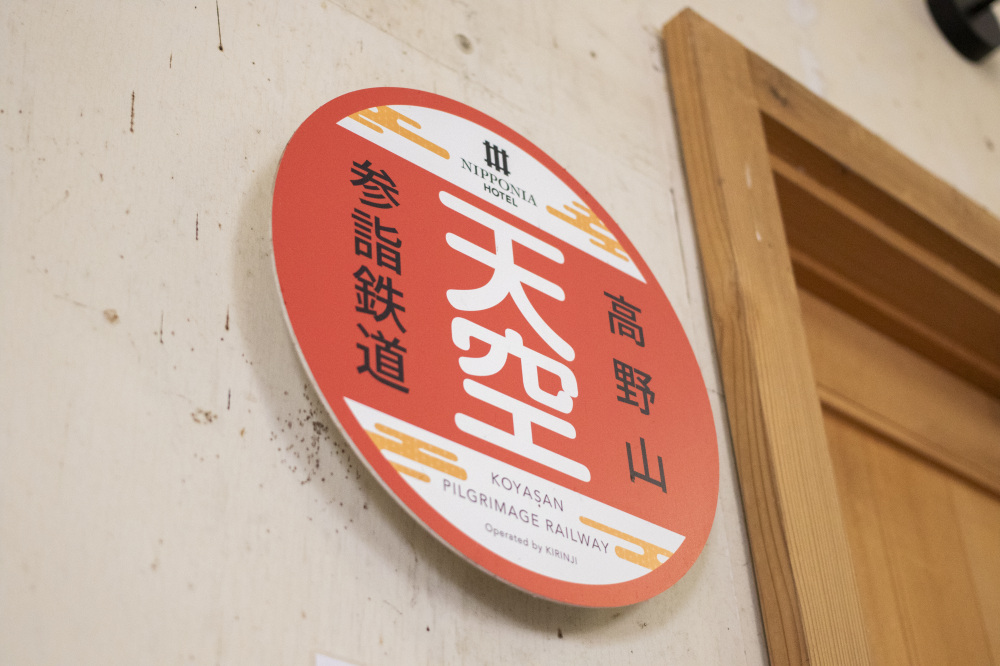 NIPPONIA
HOTEL
高野山
天空
参詣鉄道
KOYASAN
PILGRIMAGE RAILWAY
Operated by KIRINJI